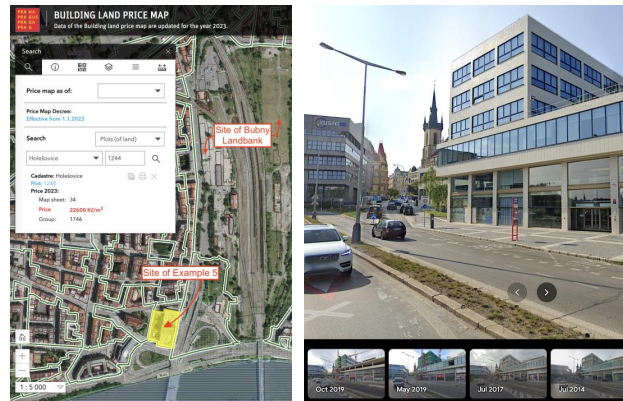 PRA HA
PRA GUE
PRA GA
PRA G
BUILDING LAND PRICE MAP
Data of the Building land price map are updated for the year 2023.
Search
Price map as of:
Price Map Decree:
Effective from 1.1.2023
Search
Plots (of land)
Holešovice
1244
Cadastre: Holešovice
Plot: 1244
Price 2023:
Map sheet: 34
Price 22600 Kč/m²
Group: 1746
Site of Bubny
Landbank
Site of Example 5
1 : 5 000
Oct 2019
May 2019
Jul 2017
Jul 2014